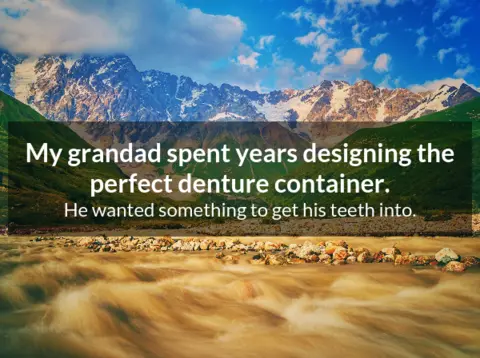 My grandad spent years designing the
perfect denture container.
He wanted something to get his teeth into.